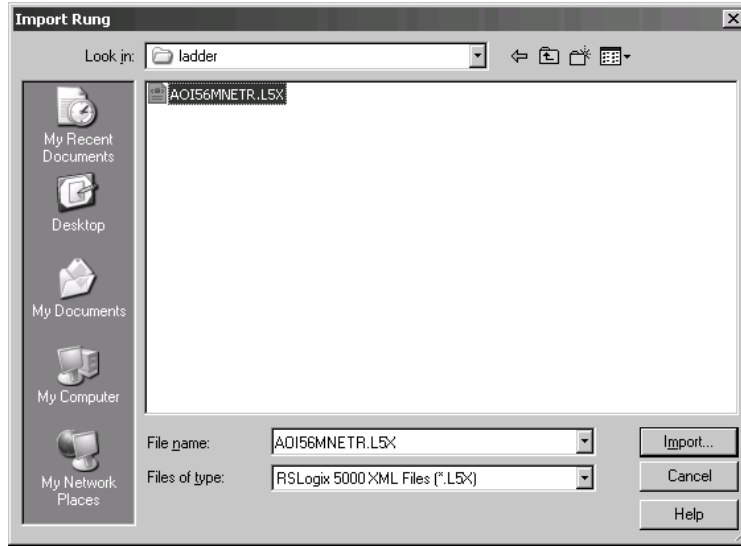 Import Rung
Look in:
ladder
AOI56MNETR.L5X
My Recent
Documents
Desktop
My Documents
My Computer
My Network
Places
File name:
AOI56MNETR.L5X
Import...
Files of type:
RSLogix 5000 XML Files (*.L5X)
Cancel
Help